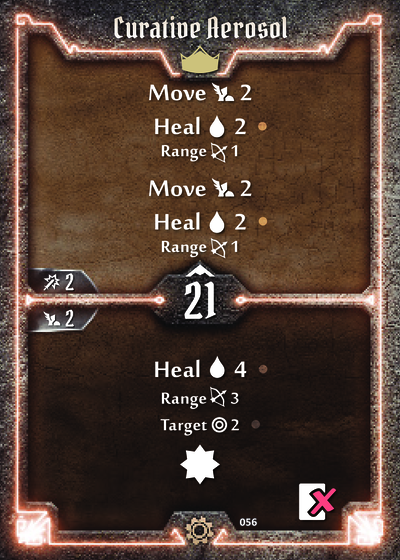 Curative Aerosol
Move 2
Heal 2
Range 1
Move 2
Heal 2
Range 1
2
21
2
Heal 4
Range 3
Target 2
056